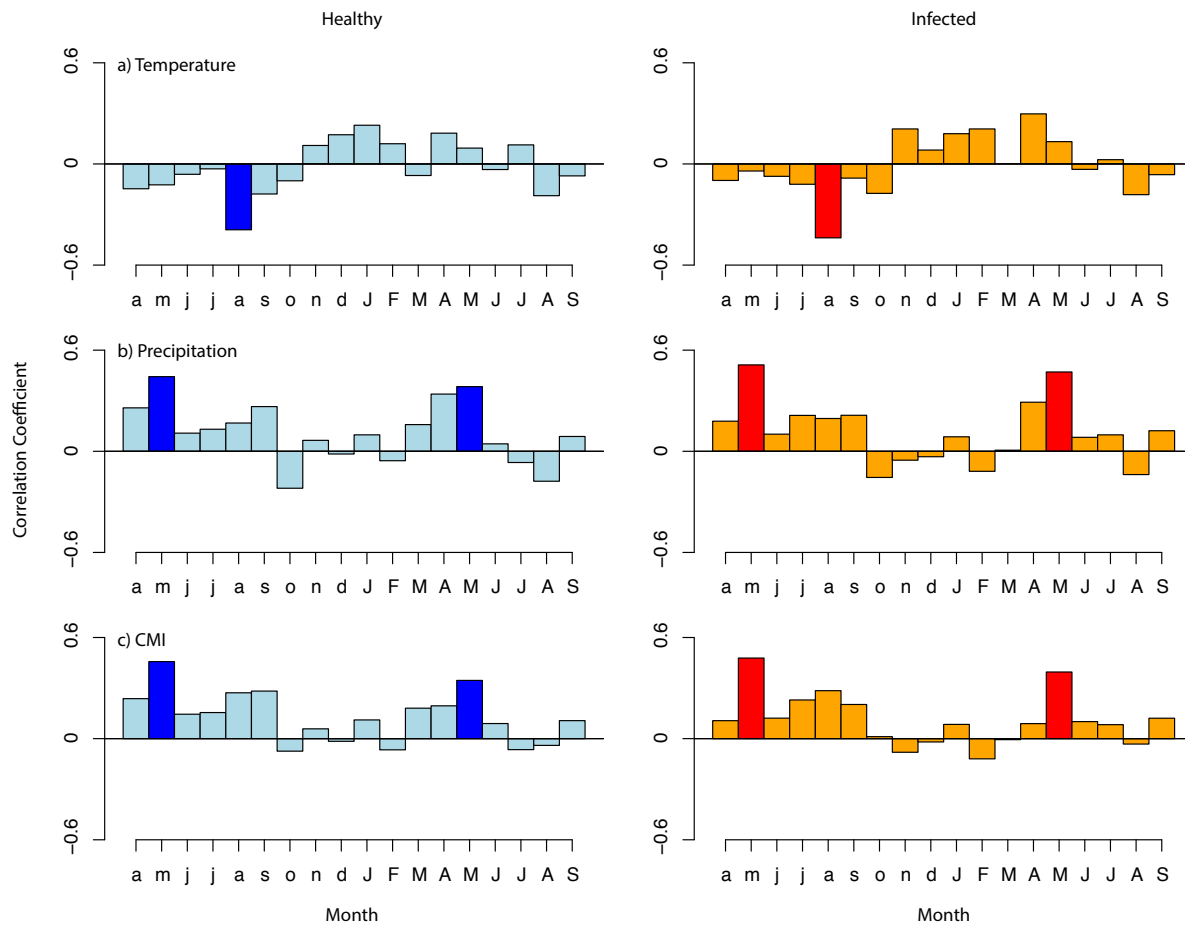 Healthy Infected
a) Temperature
0.6 0.6
0 0
−0.6 −0.6
a m j j a s o n d J F M A M J J A S a m j j a s o n d J F M A M J J A S
b) Precipitation
0.6 0.6
0 0
−0.6 −0.6
a m j j a s o n d J F M A M J J A S a m j j a s o n d J F M A M J J A S
c) CMI
0.6 0.6
0 0
−0.6 −0.6
a m j j a s o n d J F M A M J J A S a m j j a s o n d J F M A M J J A S
Correlation Coefficient
Month Month